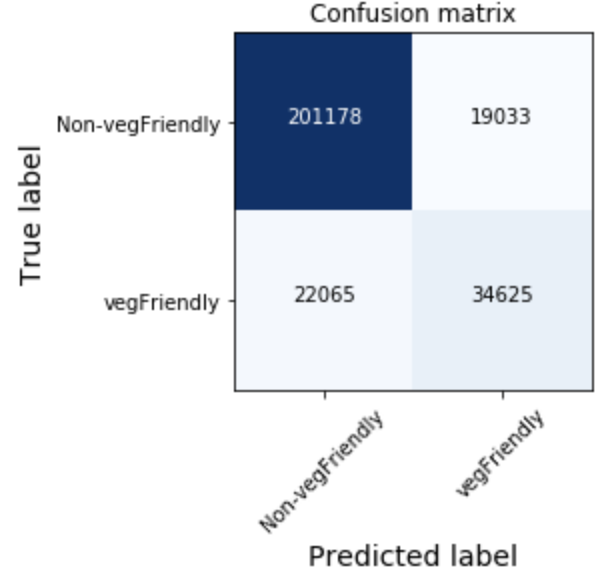 Confusion matrix
True label
Non-vegFriendly
201178
19033
vegFriendly
22065
34625
Non-vegFriendly
vegFriendly
Predicted label